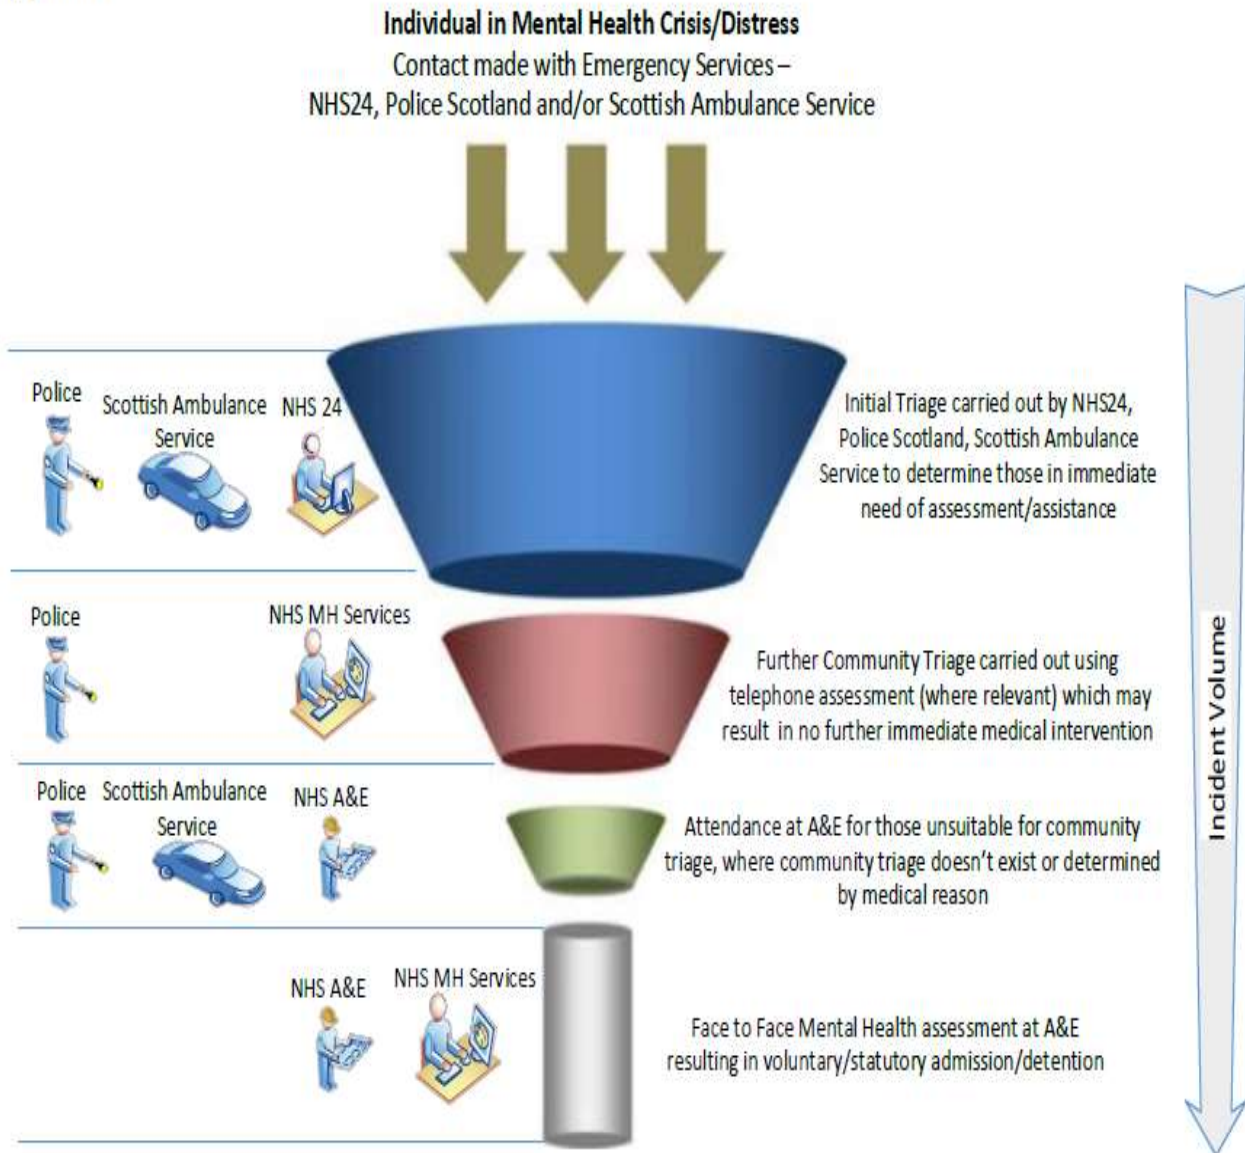 Individual in Mental Health Crisis/Distress
Contact made with Emergency Services –
NHS24, Police Scotland and/or Scottish Ambulance Service
Police
Scottish Ambulance
Service
NHS 24
Initial Triage carried out by NHS24,
Police Scotland, Scottish Ambulance
Service to determine those in immediate
need of assessment/assistance
Police
NHS MH Services
Further Community Triage carried out using
telephone assessment (where relevant) which may
result in no further immediate medical intervention
Police
Scottish Ambulance
Service
NHS A&E
Attendance at A&E for those unsuitable for community
triage, where community triage doesn't exist or determined
by medical reason
NHS A&E
NHS MH Services
Face to Face Mental Health assessment at A&E
resulting in voluntary/statutory admission/detention
Incident Volume